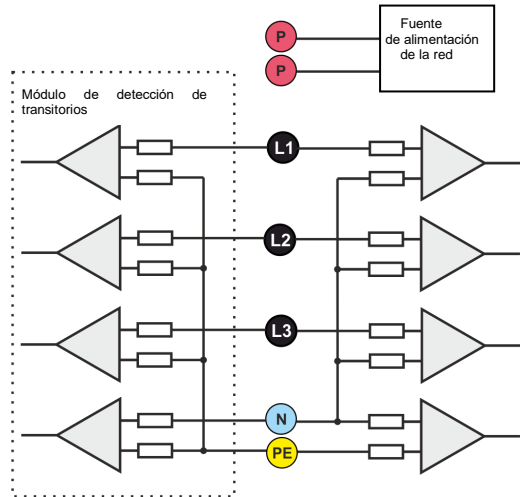 P
Fuente
de alimentación
de la red
P
Módulo de detección de
transitorios
L1
L2
L3
N
PE